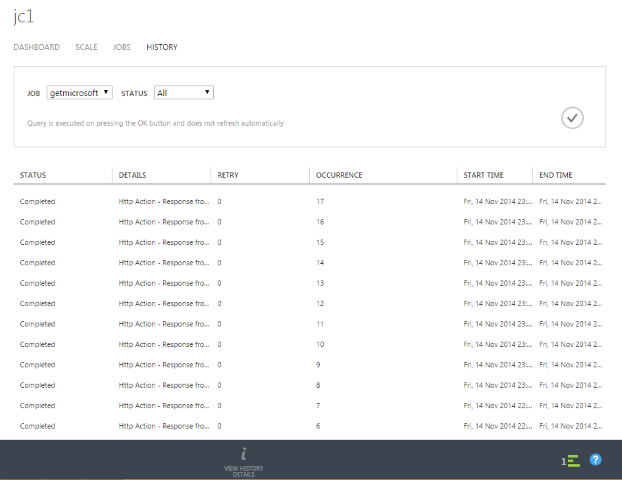 jc1
DASHBOARD SCALE JOBS HISTORY
JOB getmicrosoft STATUS All
Query is executed on pressing the OK button and does not refresh automatically
STATUS DETAILS RETRY OCCURRENCE START TIME END TIME
Completed Http Action - Response fro... 0 17 Fri, 14 Nov 2014 23:... Fri, 14 Nov 2014 2...
Completed Http Action - Response fro... 0 16 Fri, 14 Nov 2014 23:... Fri, 14 Nov 2014 2...
Completed Http Action - Response fro... 0 15 Fri, 14 Nov 2014 23:... Fri, 14 Nov 2014 2...
Completed Http Action - Response fro... 0 14 Fri, 14 Nov 2014 23:... Fri, 14 Nov 2014 2...
Completed Http Action - Response fro... 0 13 Fri, 14 Nov 2014 23:... Fri, 14 Nov 2014 2...
Completed Http Action - Response fro... 0 12 Fri, 14 Nov 2014 23:... Fri, 14 Nov 2014 2...
Completed Http Action - Response fro... 0 11 Fri, 14 Nov 2014 23:... Fri, 14 Nov 2014 2...
Completed Http Action - Response fro... 0 10 Fri, 14 Nov 2014 23:... Fri, 14 Nov 2014 2...
Completed Http Action - Response fro... 0 9 Fri, 14 Nov 2014 23:... Fri, 14 Nov 2014 2...
Completed Http Action - Response fro... 0 8 Fri, 14 Nov 2014 23:... Fri, 14 Nov 2014 2...
Completed Http Action - Response fro... 0 7 Fri, 14 Nov 2014 22:... Fri, 14 Nov 2014 2...
Completed Http Action - Response fro... 0 6 Fri, 14 Nov 2014 22:... Fri, 14 Nov 2014 2...
i
1 ?
VIEW HISTORY
DETAILS